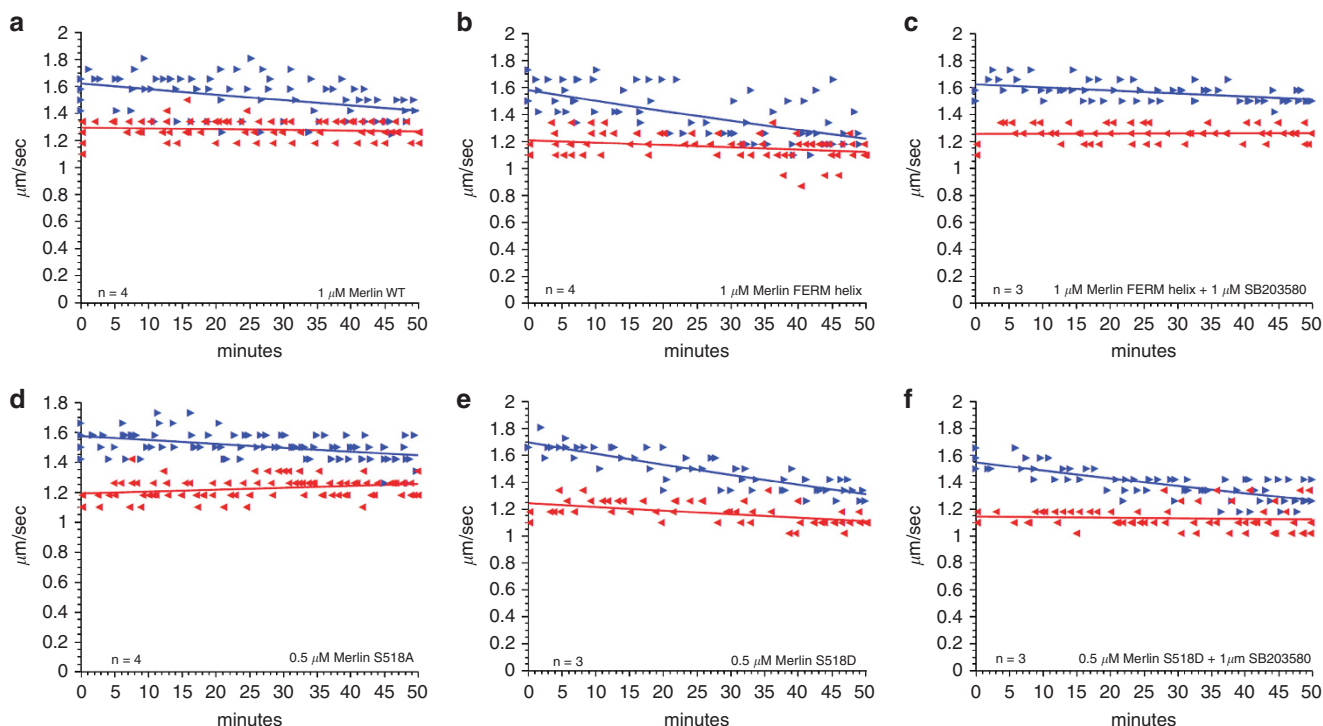 a
2
1.8
1.6
1.4
1.2
1
0.8
0.6
0.4
0.2
0
μm/sec
n = 4
1 μM Merlin WT
0 5 10 15 20 25 30 35 40 45 50
minutes
b
2
1.8
1.6
1.4
1.2
1
0.8
0.6
0.4
0.2
0
μm/sec
n = 4
1 μM Merlin FERM helix
0 5 10 15 20 25 30 35 40 45 50
minutes
c
2
1.8
1.6
1.4
1.2
1
0.8
0.6
0.4
0.2
0
μm/sec
n = 3
1 μM Merlin FERM helix + 1 μM SB203580
0 5 10 15 20 25 30 35 40 45 50
minutes
d
1.8
1.6
1.4
1.2
1
0.8
0.6
0.4
0.2
0
μm/sec
n = 4
0.5 μM Merlin S518A
0 5 10 15 20 25 30 35 40 45 50
minutes
e
2
1.8
1.6
1.4
1.2
1
0.8
0.6
0.4
0.2
0
μm/sec
n = 3
0.5 μM Merlin S518D
0 5 10 15 20 25 30 35 40 45 50
minutes
f
2
1.8
1.6
1.4
1.2
1
0.8
0.6
0.4
0.2
0
μm/sec
n = 3
0.5 μM Merlin S518D + 1μm SB203580
0 5 10 15 20 25 30 35 40 45 50
minutes